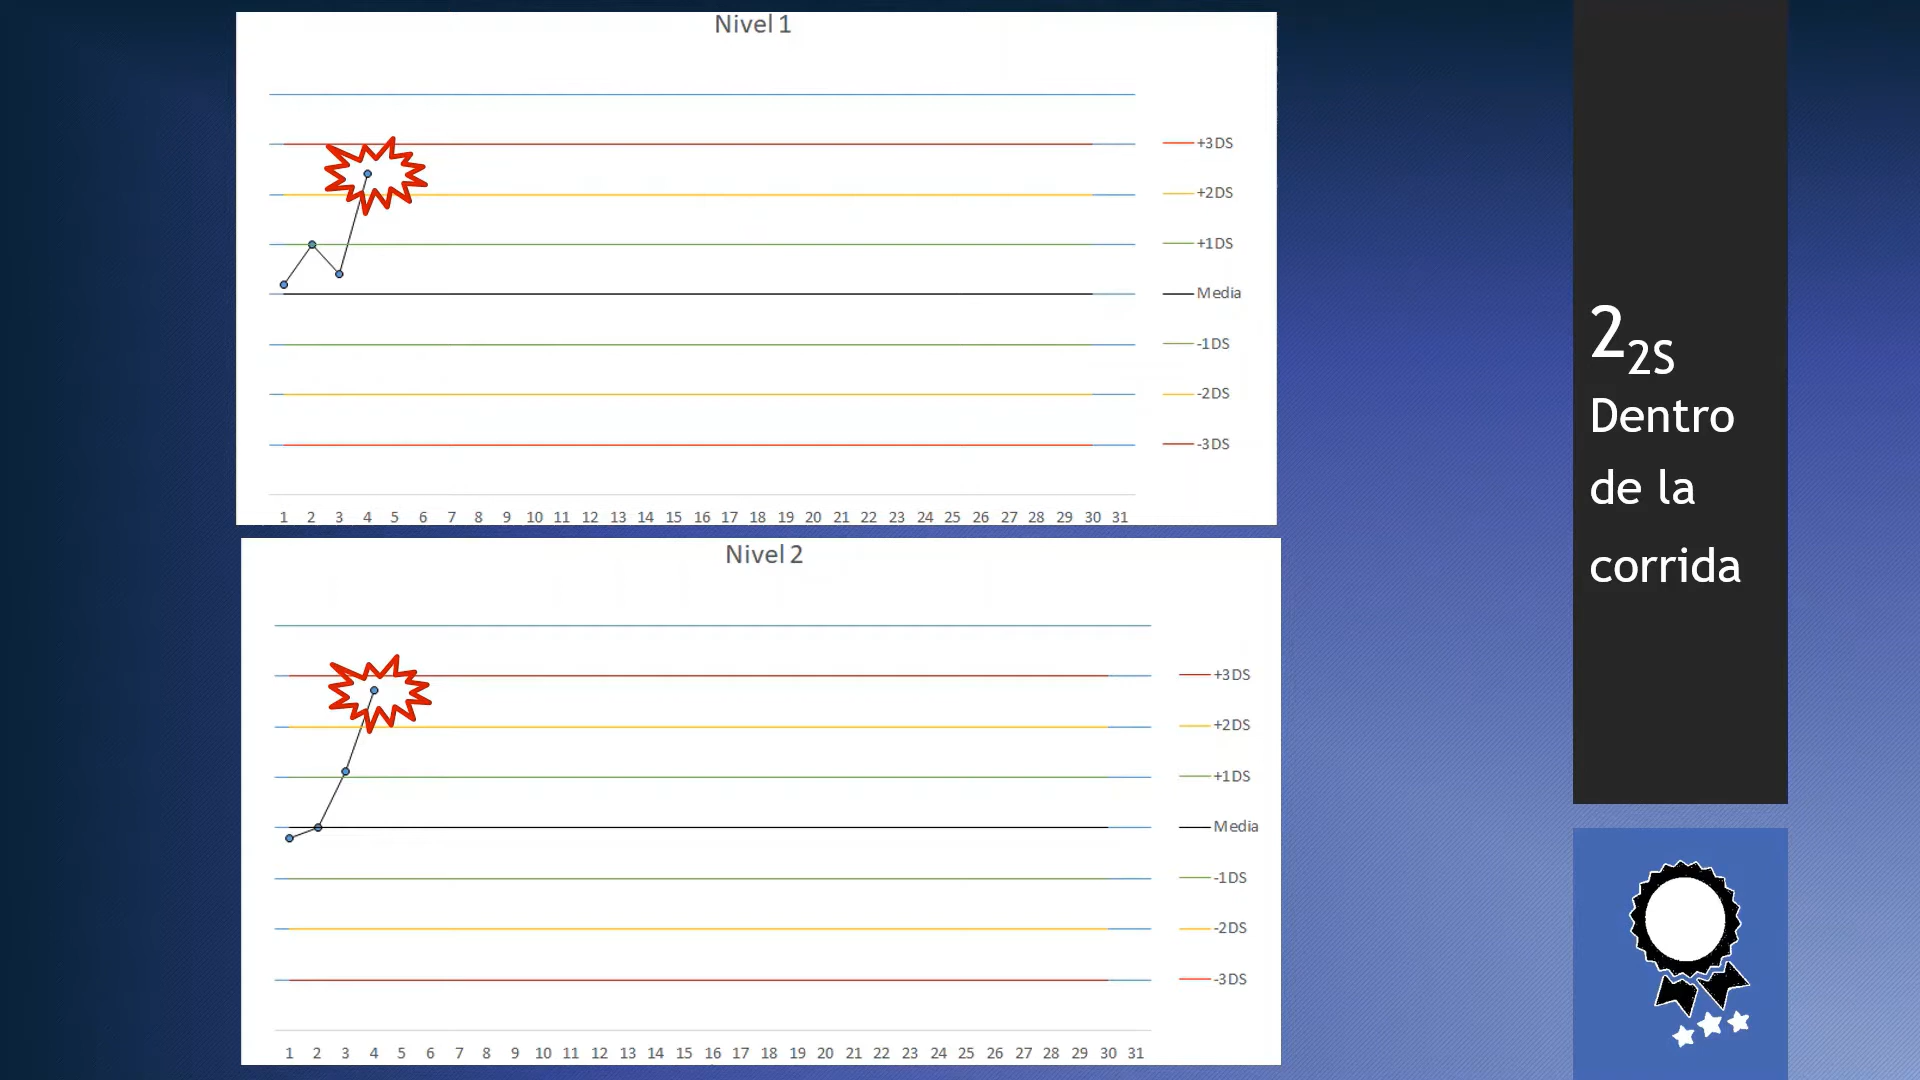 Nivel 1
+3DS
+2DS
+1DS
Media
-1DS
-2DS
-3DS
1 2 3 4 5 6 7 8 9 10 11 12 13 14 15 16 17 18 19 20 21 22 23 24 25 26 27 28 29 30 31
Nivel 2
+3DS
+2DS
+1DS
Media
-1DS
-2DS
-3DS
1 2 3 4 5 6 7 8 9 10 11 12 13 14 15 16 17 18 19 20 21 22 23 24 25 26 27 28 29 30 31
2 2S
Dentro
de la
corrida